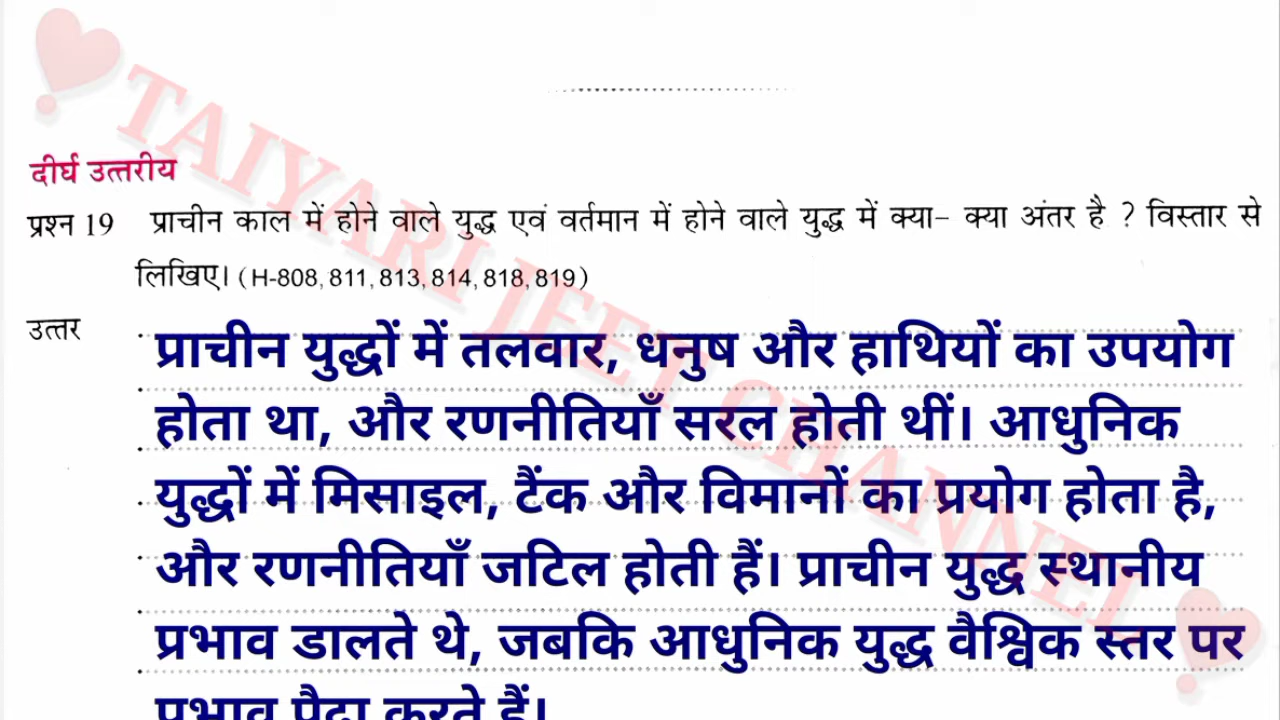 दीर्घ उत्तरीय
प्रश्न 19 प्राचीन काल में होने वाले युद्ध एवं वर्तमान में होने वाले युद्ध में क्या- क्या अंतर है ? विस्तार से
लिखिए। (H-808, 811, 813, 814, 818, 819)
उत्तर
प्राचीन युद्धों में तलवार, धनुष और हाथियों का उपयोग
होता था, और रणनीतियाँ सरल होती थीं। आधुनिक
युद्धों में मिसाइल, टैंक और विमानों का प्रयोग होता है,
और रणनीतियाँ जटिल होती हैं। प्राचीन युद्ध स्थानीय
प्रभाव डालते थे, जबकि आधुनिक युद्ध वैश्विक स्तर पर
प्रभाव पैदा करते हैं।
TAIYARI JEET CHANNEL